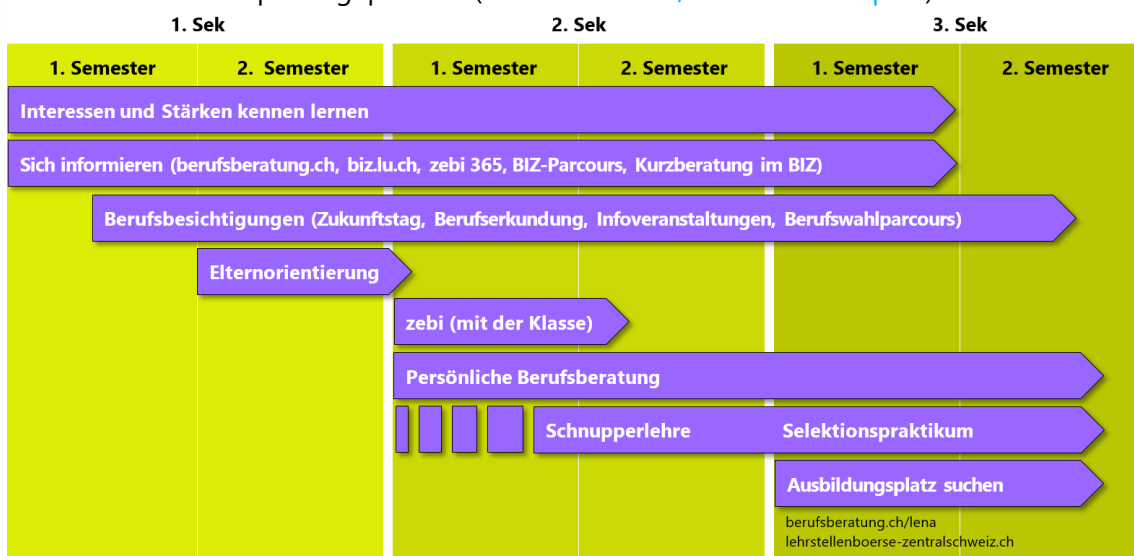 1. Sek 2. Sek 3. Sek
1. Semester 2. Semester 1. Semester 2. Semester 1. Semester 2. Semester
Interessen und Stärken kennen lernen
Sich informieren (berufsberatung.ch, biz.lu.ch, zebi 365, BIZ-Parcours, Kurzberatung im BIZ)
Berufsbesichtigungen (Zukunftstag, Berufserkundung, Infoveranstaltungen, Berufswahlparcours)
Elternorientierung
zebi (mit der Klasse)
Persönliche Berufsberatung
Schnupperlehre Selektionspraktikum
Ausbildungsplatz suchen
berufsberatung.ch/lena
lehrstellenboerse-zentralschweiz.ch